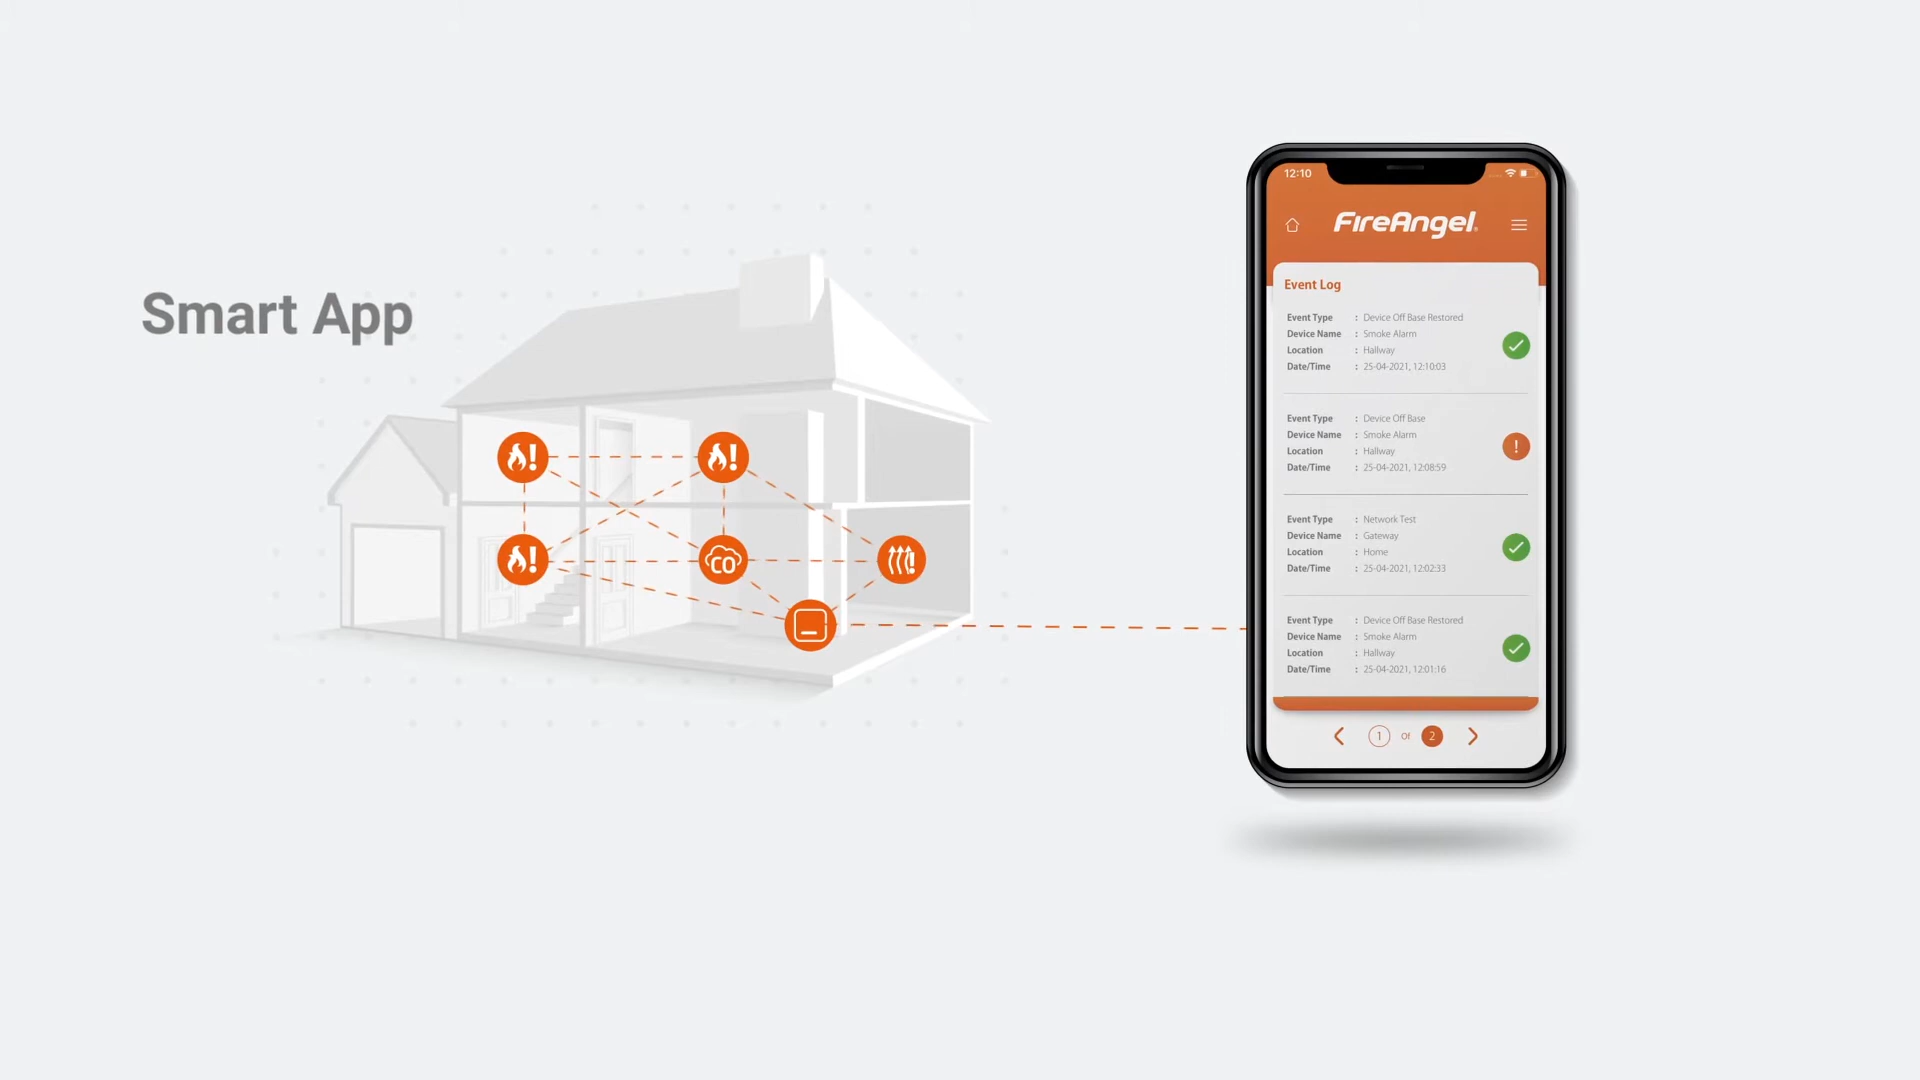 Smart App
12:10
FireAngel
Event Log
Event Type : Device Off Base Restored
Device Name : Smoke Alarm
Location : Hallway
Date/Time : 25-04-2021, 12:10:03
Event Type : Device Off Base
Device Name : Smoke Alarm
Location : Hallway
Date/Time : 25-04-2021, 12:08:59
Event Type : Network Test
Device Name : Gateway
Location : Home
Date/Time : 25-04-2021, 12:02:33
Event Type : Device Off Base Restored
Device Name : Smoke Alarm
Location : Hallway
Date/Time : 25-04-2021, 12:01:16
1 Of 2
CO